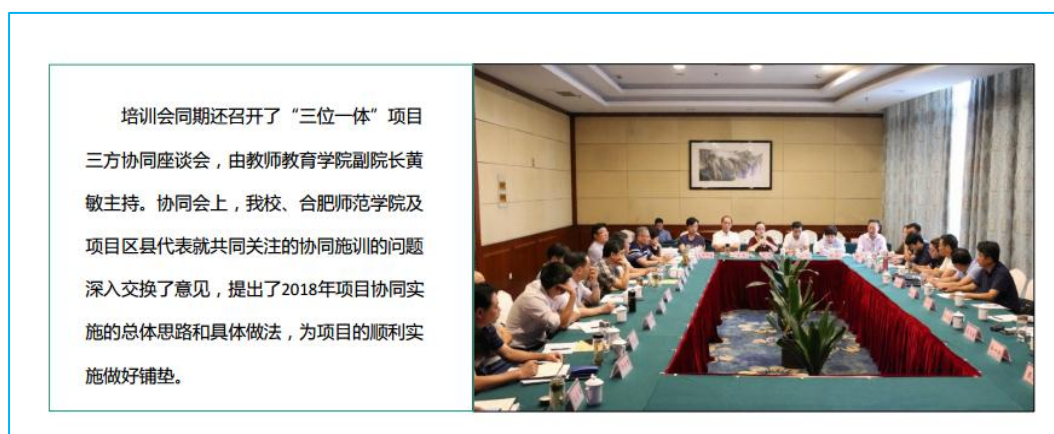 培训会同期还召开了“三位一体”项目
三方协同座谈会，由教师教育学院副院长黄
敏主持。协同会上，我校、合肥师范学院及
项目区县代表就共同关注的协同施训的问题
深入交换了意见，提出了2018年项目协同实
施的总体思路和具体做法，为项目的顺利实
施做好铺垫。